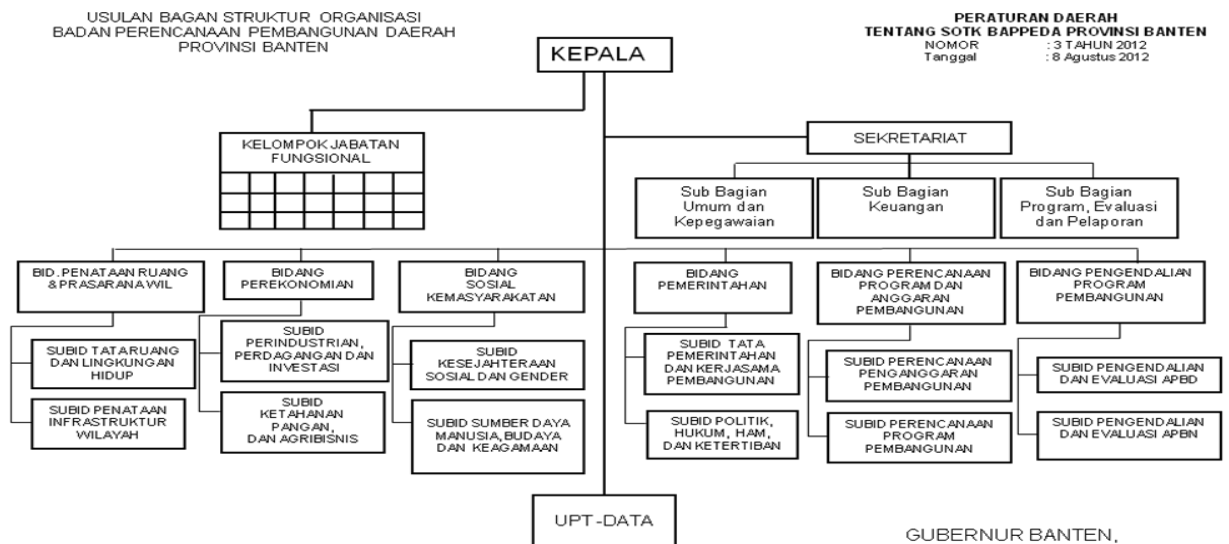 USULAN BAGAN STRUKTUR ORGANISASI
BADAN PERENCANAAN PEMBANGUNAN DAERAH
PROVINSI BANTEN
PERATURAN DAERAH
TENTANG SOTK BAPPEDA PROVINSI BANTEN
NOMOR : 3 TAHUN 2012
Tanggal : 8 Agustus 2012
KEPALA
KELOMPOK JABATAN
FUNGSIONAL
SEKRETARIAT
Sub Bagian
Umum dan
Kepegawaian
Sub Bagian
Keuangan
Sub Bagian
Program, Evaluasi
dan Pelaporan
BID. PENATAAN RUANG
& PRASARANA WIL
BIDANG
PEREKONOMIAN
BIDANG
SOSIAL
KEMASYARAKATAN
BIDANG
PEMERINTAHAN
BIDANG PERENCANAAN
PROGRAM DAN
ANGGARAN
PEMBANGUNAN
BIDANG PENGENDALIAN
PROGRAM
PEMBANGUNAN
SUBID TATA RUANG
DAN LINGKUNGAN
HIDUP
SUBID PENATAAN
INFRASTRUKTUR
WILAYAH
SUBID
PERINDUSTRIAN,
PERDAGANGAN DAN
INVESTASI
SUBID
KETAHANAN
PANGAN,
DAN AGRIBISNIS
SUBID
KESEJAHTERAAN
SOSIAL DAN GENDER
SUBID SUMBER DAYA
MANUSIA, BUDAYA
DAN KEAGAMAAN
SUBID TATA
PEMERINTAHAN
DAN KERJASAMA
PEMBANGUNAN
SUBID POLITIK,
HUKUM, HAM,
DAN KETERTIBAN
SUBID PERENCANAAN
PENGANGGARAN
PEMBANGUNAN
SUBID PERENCANAAN
PROGRAM
PEMBANGUNAN
SUBID PENGENDALIAN
DAN EVALUASI APBD
SUBID PENGENDALIAN
DAN EVALUASI APBN
UPT-DATA
GUBERNUR BANTEN,